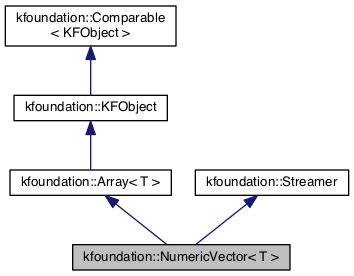 kfoundation::Comparable
< KFObject >
kfoundation::KFObject
kfoundation::Array< T >
kfoundation::Streamer
kfoundation::NumericVector< T >